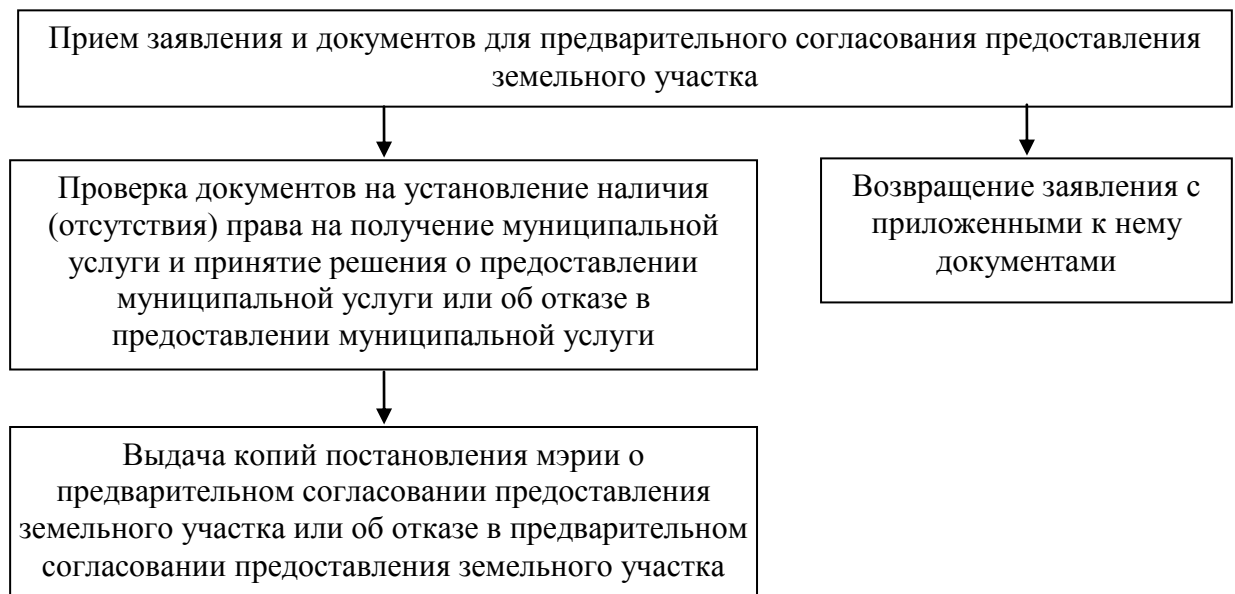 Прием заявления и документов для предварительного согласования предоставления
земельного участка
Проверка документов на установление наличия
(отсутствия) права на получение муниципальной
услуги и принятие решения о предоставлении
муниципальной услуги или об отказе в
предоставлении муниципальной услуги
Возвращение заявления с
приложенными к нему
документами
Выдача копий постановления мэрии о
предварительном согласовании предоставления
земельного участка или об отказе в предварительном
согласовании предоставления земельного участка